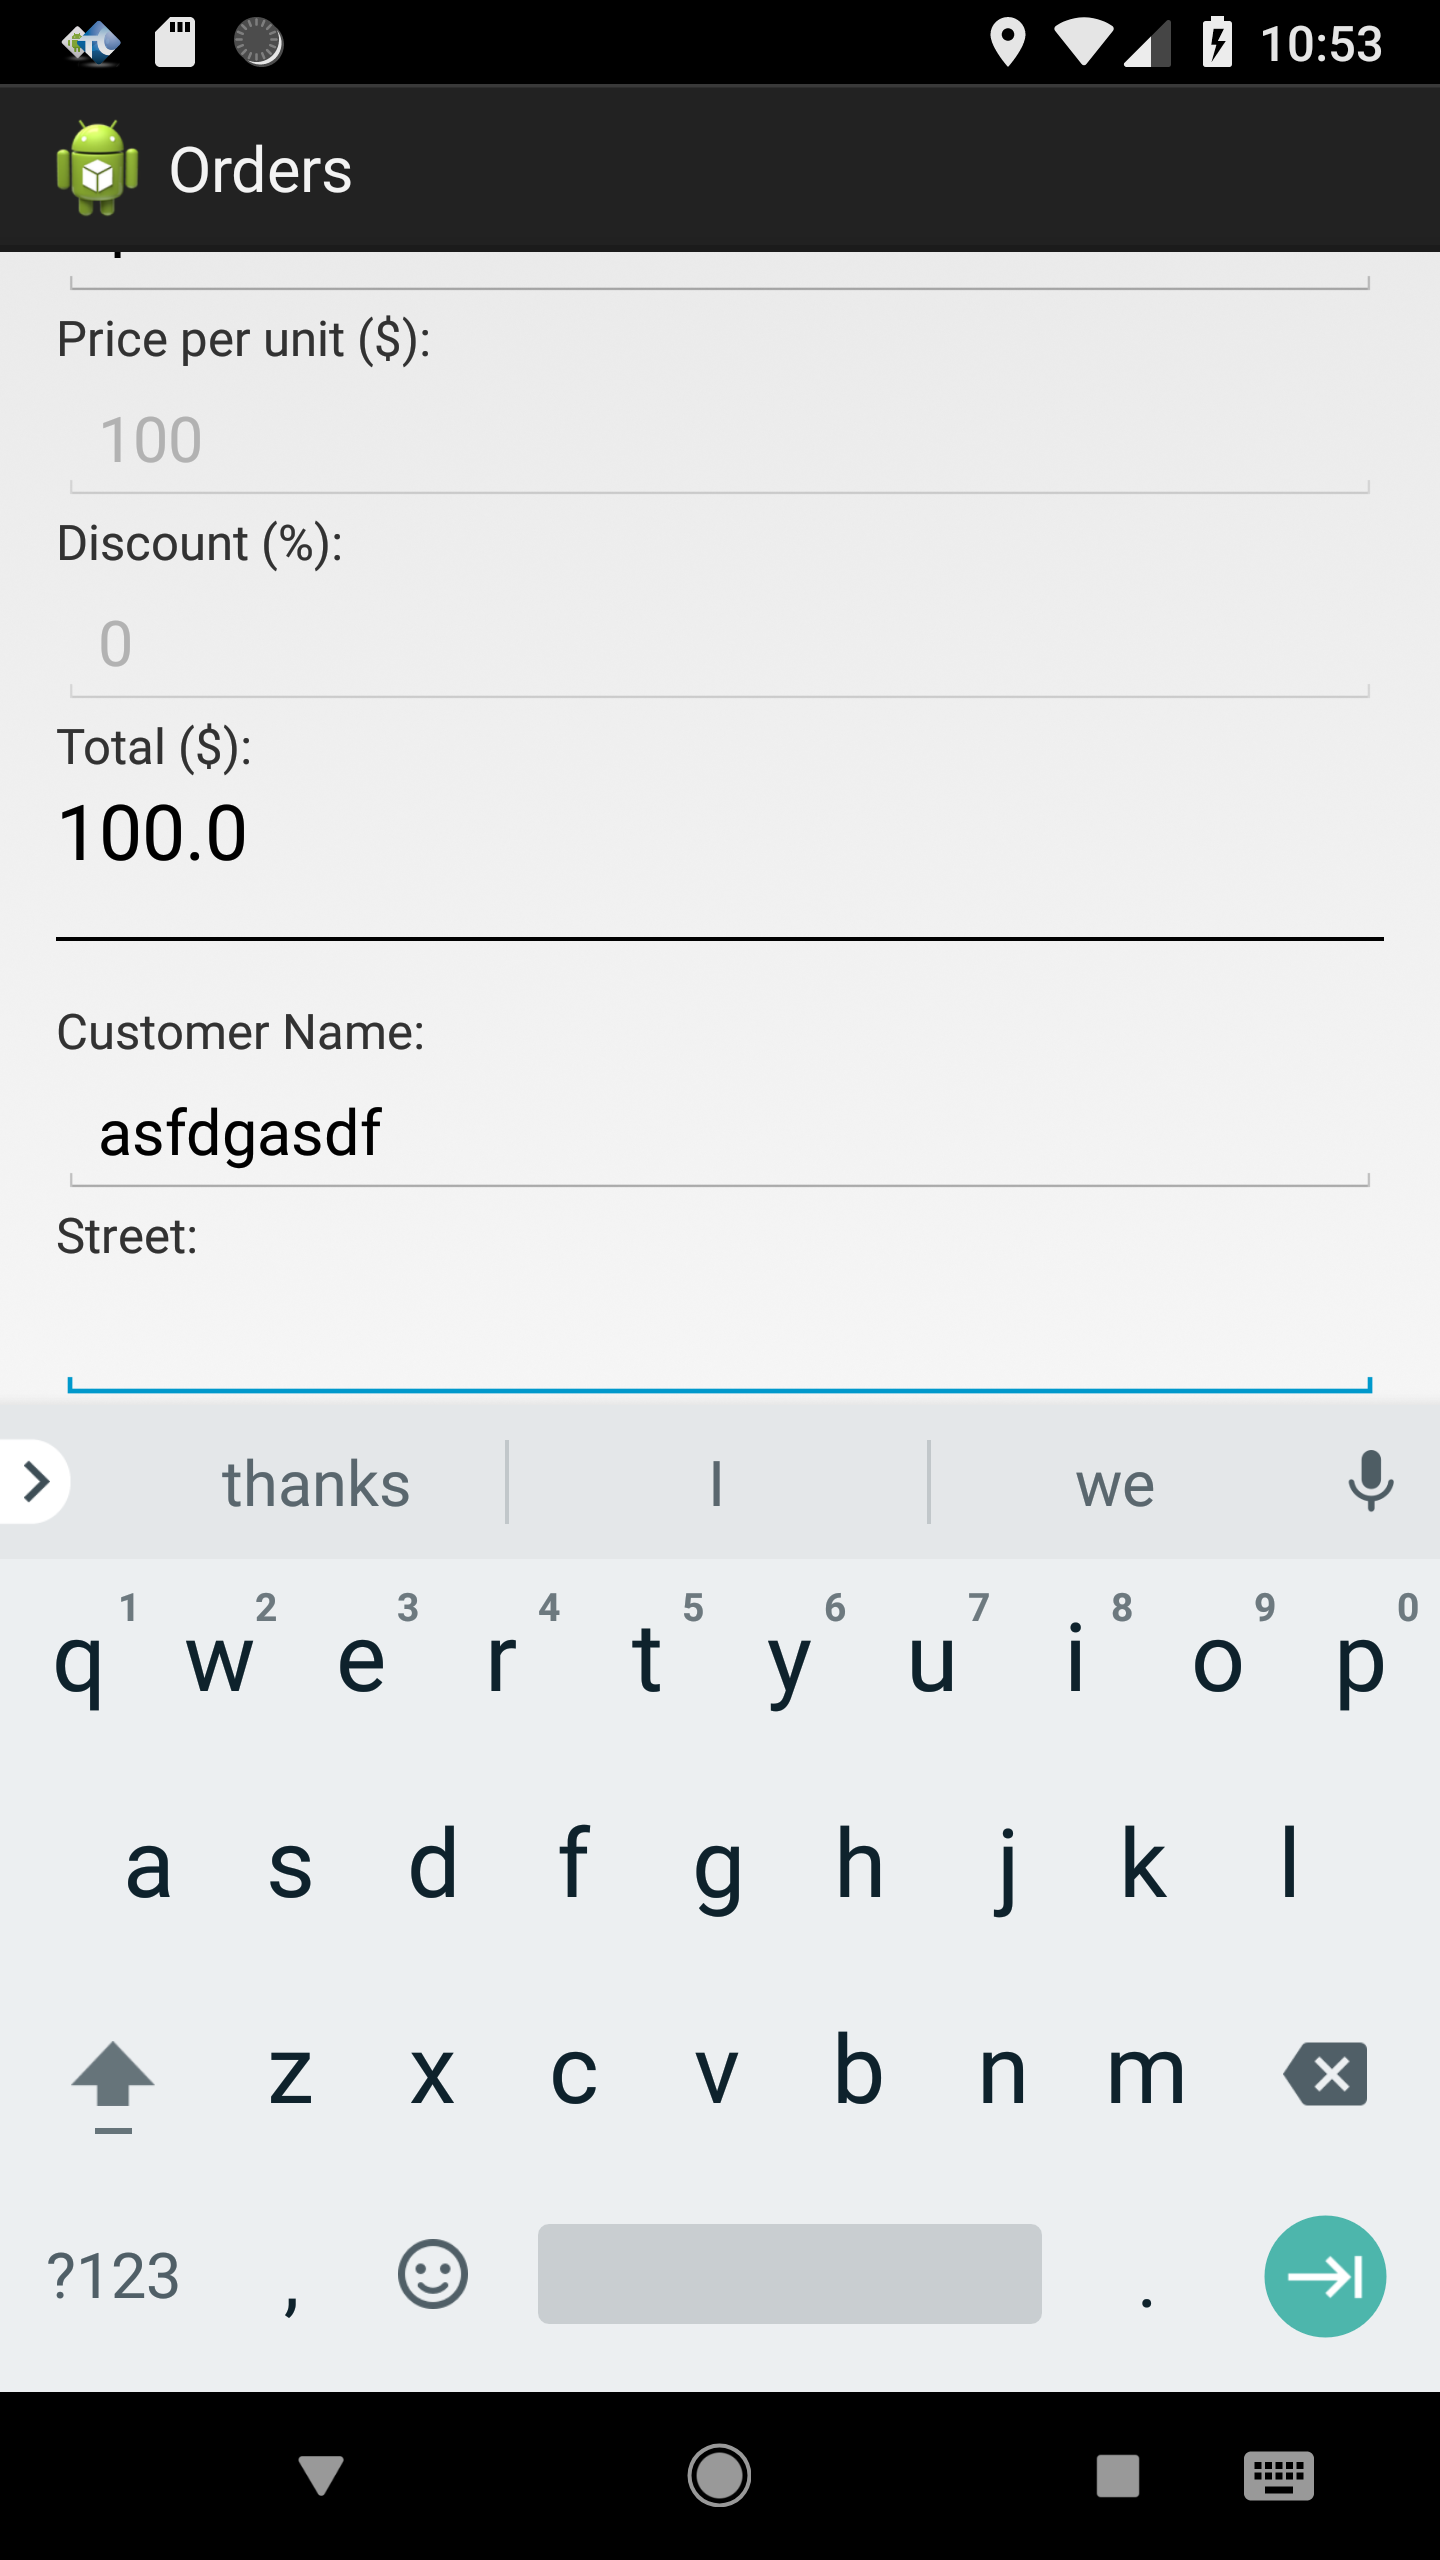 10:53
Orders
Price per unit ($):
100
Discount (%):
0
Total ($):
100.0
Customer Name:
asfdgasdf
Street:
thanks I we
1 2 3 4 5 6 7 8 9 0
q w e r t y u i o p
a s d f g h j k l
z x c v b n m
?123 , .